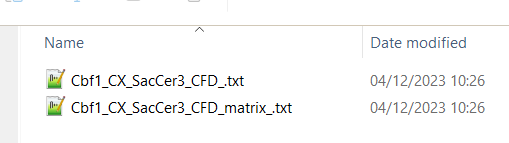 Name Date modified
Cbf1_CX_SacCer3_CFD_.txt 04/12/2023 10:26
Cbf1_CX_SacCer3_CFD_matrix_.txt 04/12/2023 10:26